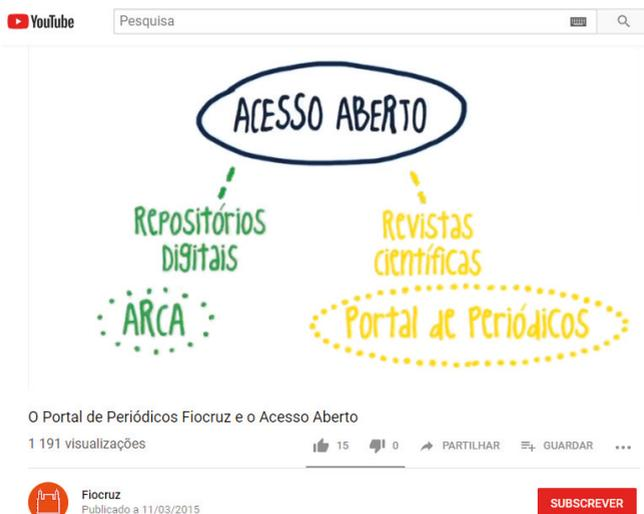 YouTube
Pesquisa
ACESSO ABERTO
Repositórios
Digitais
ARCA
Revistas
científicas
Portal de Periódicos
O Portal de Periódicos Fiocruz e o Acesso Aberto
1 191 visualizações
15
0
PARTILHAR
GUARDAR
Fiocruz
Publicado a 11/03/2015
SUBSCREVER